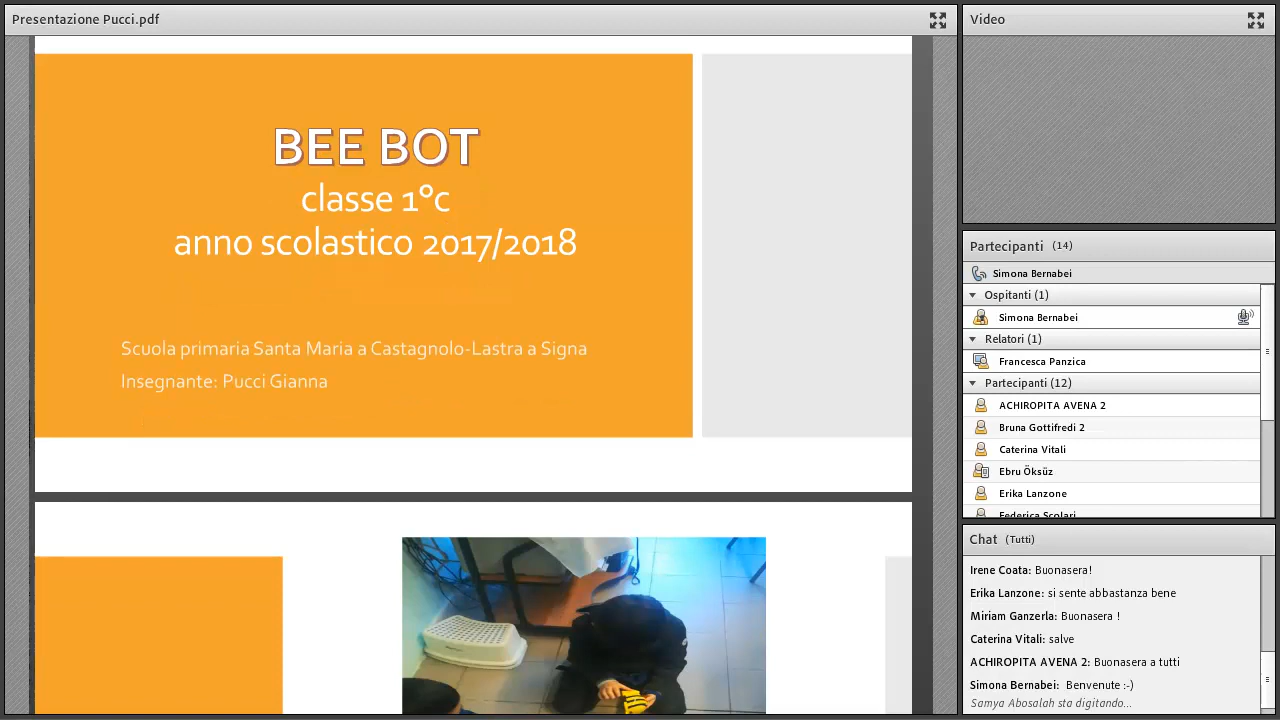 Presentazione Pucci.pdf
BEE BOT
classe 1°c
anno scolastico 2017/2018
Scuola primaria Santa Maria a Castagnolo-Lastra a Signa
Insegnante: Pucci Gianna
Video
Partecipanti (14)
Simona Bernabei
Ospitanti (1)
Simona Bernabei
Relatori (1)
Francesca Panzica
Partecipanti (12)
ACHIROPITA AVENA 2
Bruna Gottifredi 2
Caterina Vitali
Ebru Öksüz
Erika Lanzone
Federica Scolari
Chat (Tutti)
Irene Coata: Buonasera!
Erika Lanzone: si sente abbastanza bene
Miriam Ganzerla: Buonasera !
Caterina Vitali: salve
ACHIROPITA AVENA 2: Buonasera a tutti
Simona Bernabei: Benvenute :-)
Samya Abosalah sta digitando...